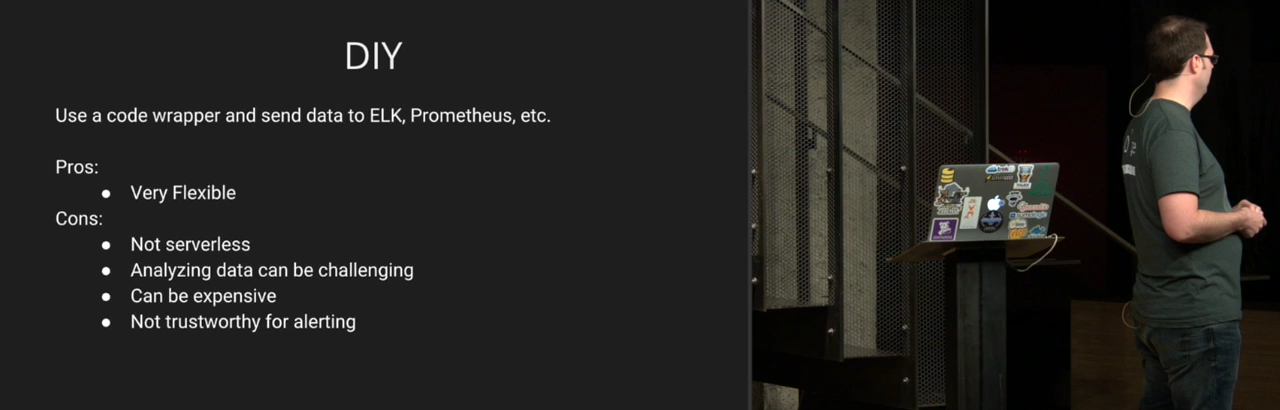 DIY
Use a code wrapper and send data to ELK, Prometheus, etc.
Pros:
● Very Flexible
Cons:
● Not serverless
● Analyzing data can be challenging
● Can be expensive
● Not trustworthy for alerting